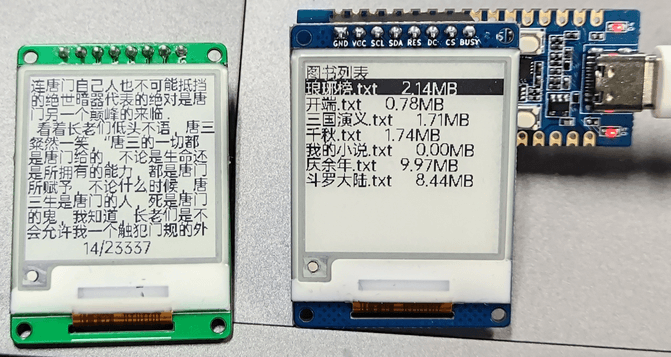 连唐门自己人也不可能抵挡
的绝世暗器代表的绝对是唐
门另一个巅峰的来临。
看着长老们低头不语，唐三
粲然一笑，“唐三的一切都
是唐门给的，不论是生命还
是所拥有的能力，都是唐门
所赋予，不论什么时候，唐
三生是唐门的人，死是唐门
的鬼，我知道，长老们是不
会允许我一个触犯门规的外
14/23337
GND VCC SCL SDA RES DC CS BUSY
图书列表
琅琊榜.txt 2.14MB
开端.txt 0.78MB
三国演义.txt 1.71MB
千秋.txt 1.74MB
我的小说.txt 0.00MB
庆余年.txt 9.97MB
斗罗大陆.txt 8.44MB